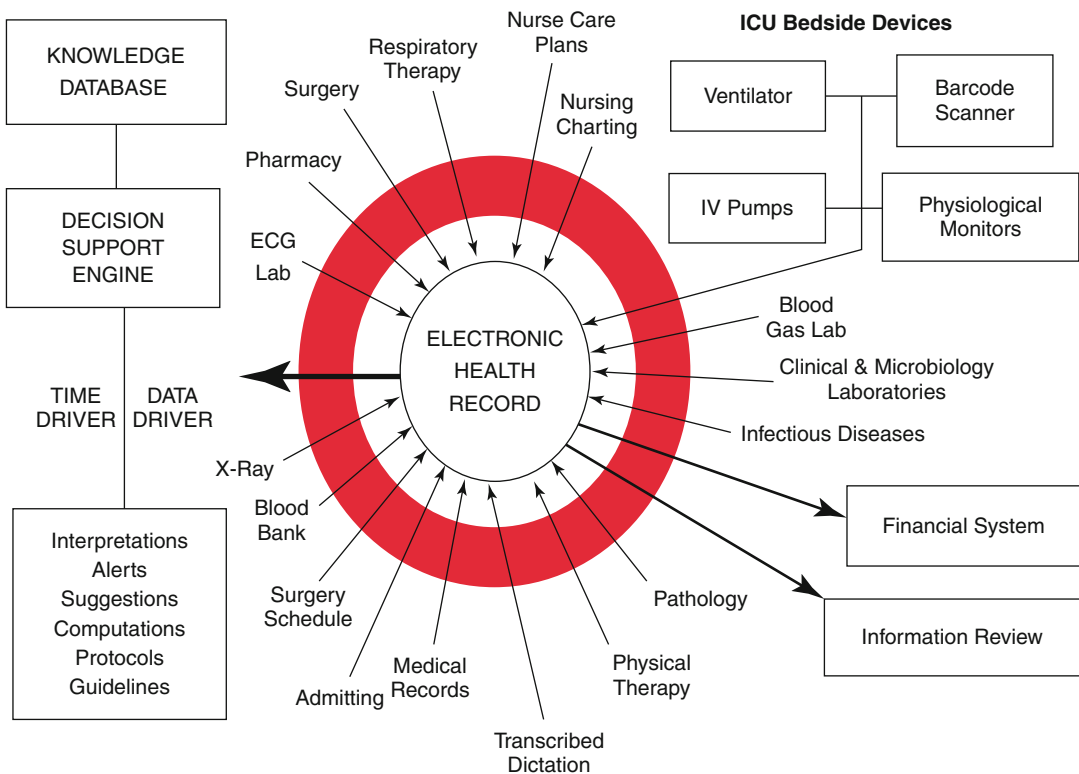 KNOWLEDGE
DATABASE
DECISION
SUPPORT
ENGINE
TIME
DRIVER
DATA
DRIVER
Interpretations
Alerts
Suggestions
Computations
Protocols
Guidelines
Nurse Care
Plans
Respiratory
Therapy
Surgery
Nursing
Charting
Pharmacy
ECG
Lab
ELECTRONIC
HEALTH
RECORD
X-Ray
Blood
Bank
Surgery
Schedule
Admitting
Medical
Records
Transcribed
Dictation
Physical
Therapy
Pathology
ICU Bedside Devices
Ventilator
Barcode
Scanner
IV Pumps
Physiological
Monitors
Blood
Gas Lab
Clinical & Microbiology
Laboratories
Infectious Diseases
Financial System
Information Review